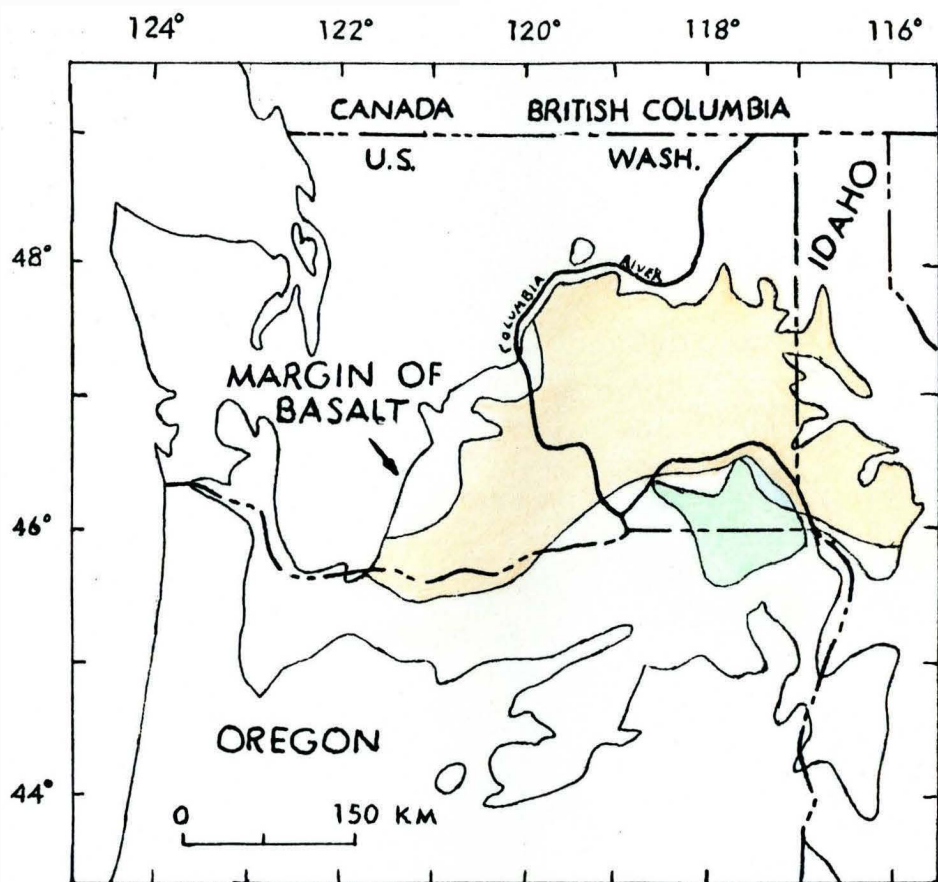 124° 122° 120° 118° 116°
CANADA BRITISH COLUMBIA
U.S. WASH.
IDAHO
48°
COLUMBIA RIVER
MARGIN OF
BASALT
46°
OREGON
44°
0 150 KM